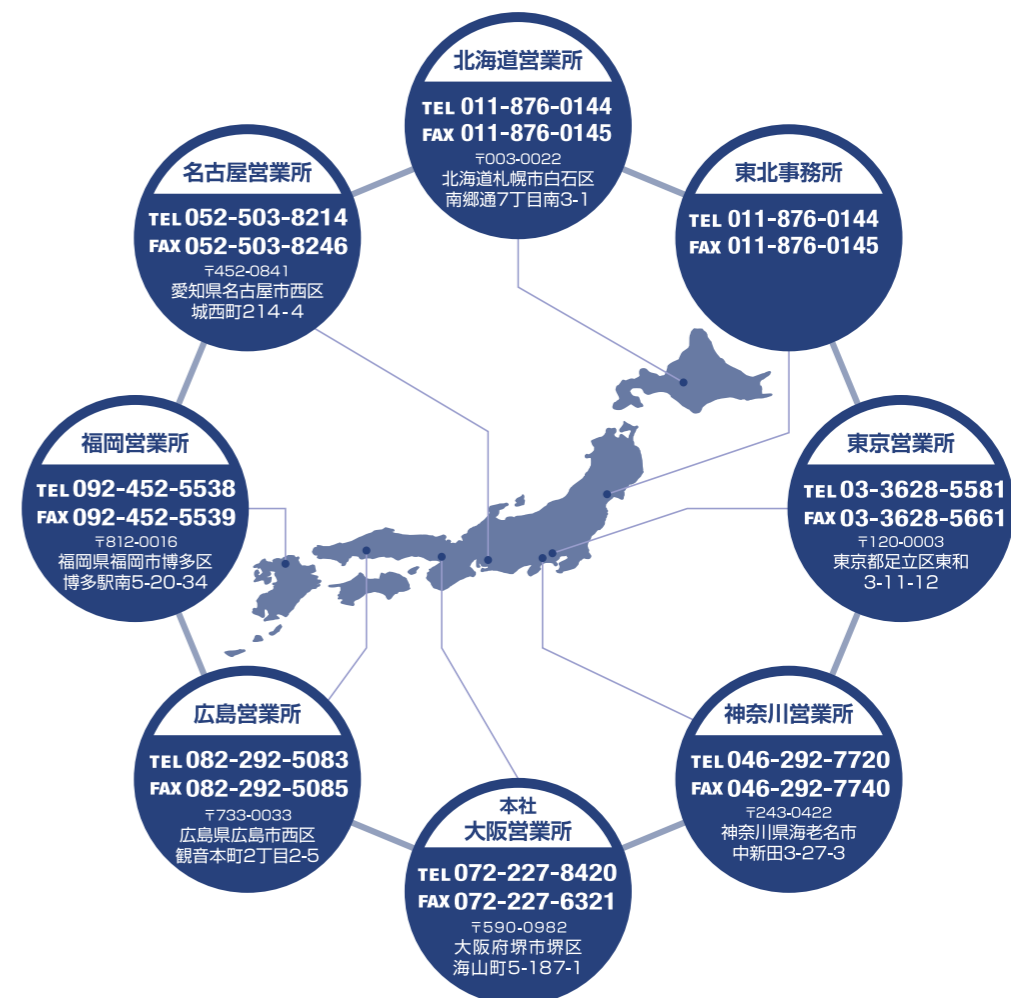 北海道営業所
TEL 011-876-0144
FAX 011-876-0145
〒003-0022
北海道札幌市白石区
南郷通7丁目南3-1
名古屋営業所
TEL 052-503-8214
FAX 052-503-8246
〒452-0841
愛知県名古屋市西区
城西町214-4
東北事務所
TEL 011-876-0144
FAX 011-876-0145
福岡営業所
TEL 092-452-5538
FAX 092-452-5539
〒812-0016
福岡県福岡市博多区
博多駅南5-20-34
東京営業所
TEL 03-3628-5581
FAX 03-3628-5661
〒120-0003
東京都足立区東和
3-11-12
広島営業所
TEL 082-292-5083
FAX 082-292-5085
〒733-0033
広島県広島市西区
観音本町2丁目2-5
神奈川営業所
TEL 046-292-7720
FAX 046-292-7740
〒243-0422
神奈川県海老名市
中新田3-27-3
本社
大阪営業所
TEL 072-227-8420
FAX 072-227-6321
〒590-0982
大阪府堺市堺区
海山町5-187-1